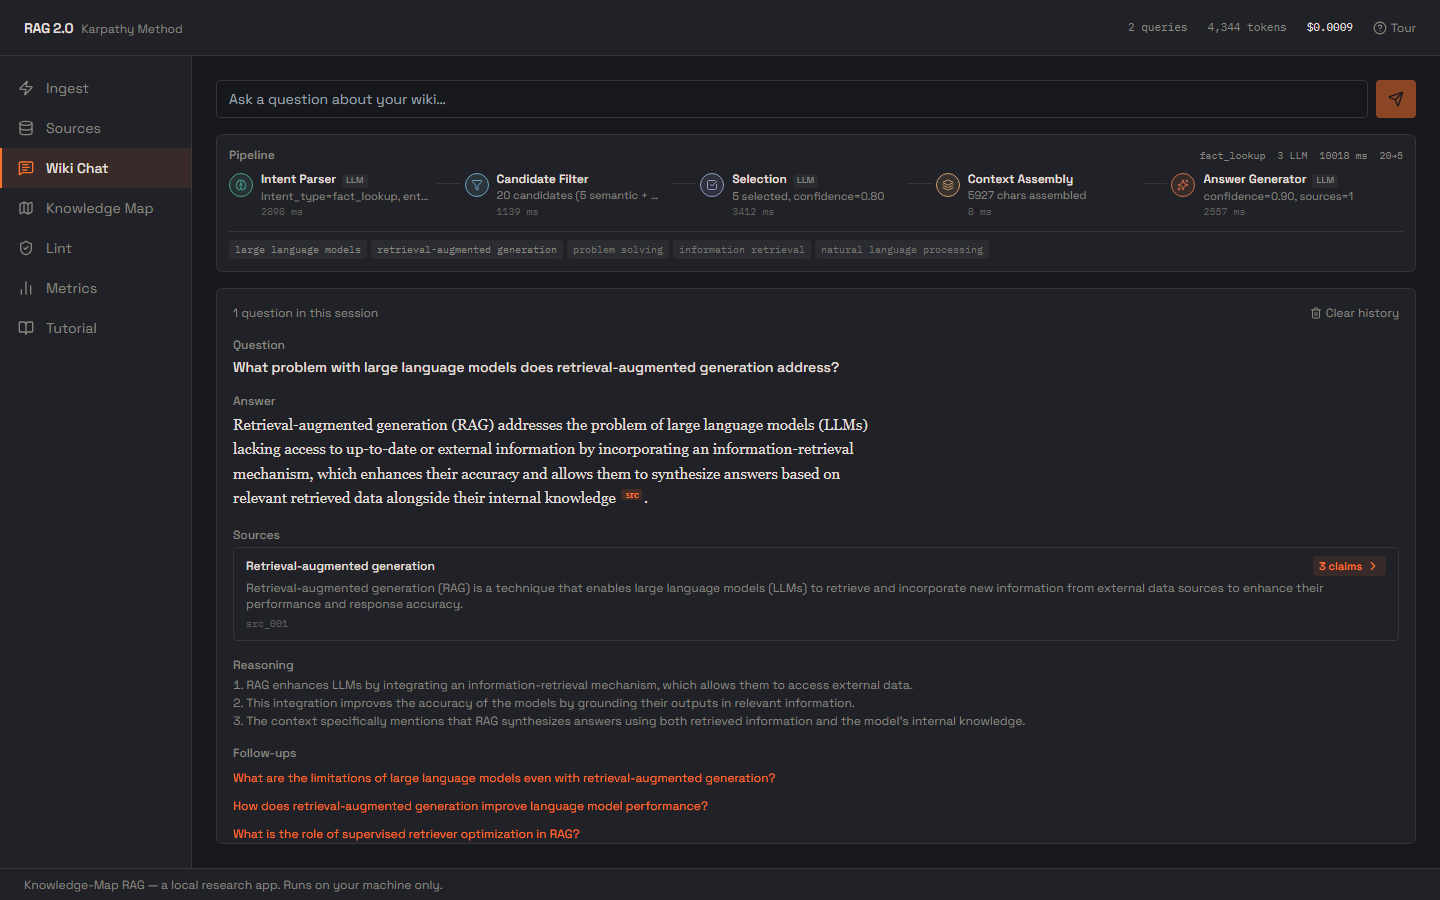 RAG 2.0 Karpathy Method
2 queries 4,344 tokens $0.0009 Tour
Ingest
Sources
Wiki Chat
Knowledge Map
Lint
Metrics
Tutorial
Ask a question about your wiki...
Pipeline
fact_lookup 3 LLM 10018 ms 20→5
Intent Parser LLM
intent_type=fact_lookup, ent...
2898 ms
Candidate Filter
20 candidates (5 semantic + ...
1139 ms
Selection LLM
5 selected, confidence=0.80
3412 ms
Context Assembly
5927 chars assembled
8 ms
Answer Generator LLM
confidence=0.90, sources=1
2557 ms
large language models retrieval-augmented generation problem solving information retrieval natural language processing
1 question in this session
Clear history
Question
What problem with large language models does retrieval-augmented generation address?
Answer
Retrieval-augmented generation (RAG) addresses the problem of large language models (LLMs)
lacking access to up-to-date or external information by incorporating an information-retrieval
mechanism, which enhances their accuracy and allows them to synthesize answers based on
relevant retrieved data alongside their internal knowledge src .
Sources
Retrieval-augmented generation
3 claims
Retrieval-augmented generation (RAG) is a technique that enables large language models (LLMs) to retrieve and incorporate new information from external data sources to enhance their
performance and response accuracy.
src_001
Reasoning
1. RAG enhances LLMs by integrating an information-retrieval mechanism, which allows them to access external data.
2. This integration improves the accuracy of the models by grounding their outputs in relevant information.
3. The context specifically mentions that RAG synthesizes answers using both retrieved information and the model's internal knowledge.
Follow-ups
What are the limitations of large language models even with retrieval-augmented generation?
How does retrieval-augmented generation improve language model performance?
What is the role of supervised retriever optimization in RAG?
Knowledge-Map RAG — a local research app. Runs on your machine only.